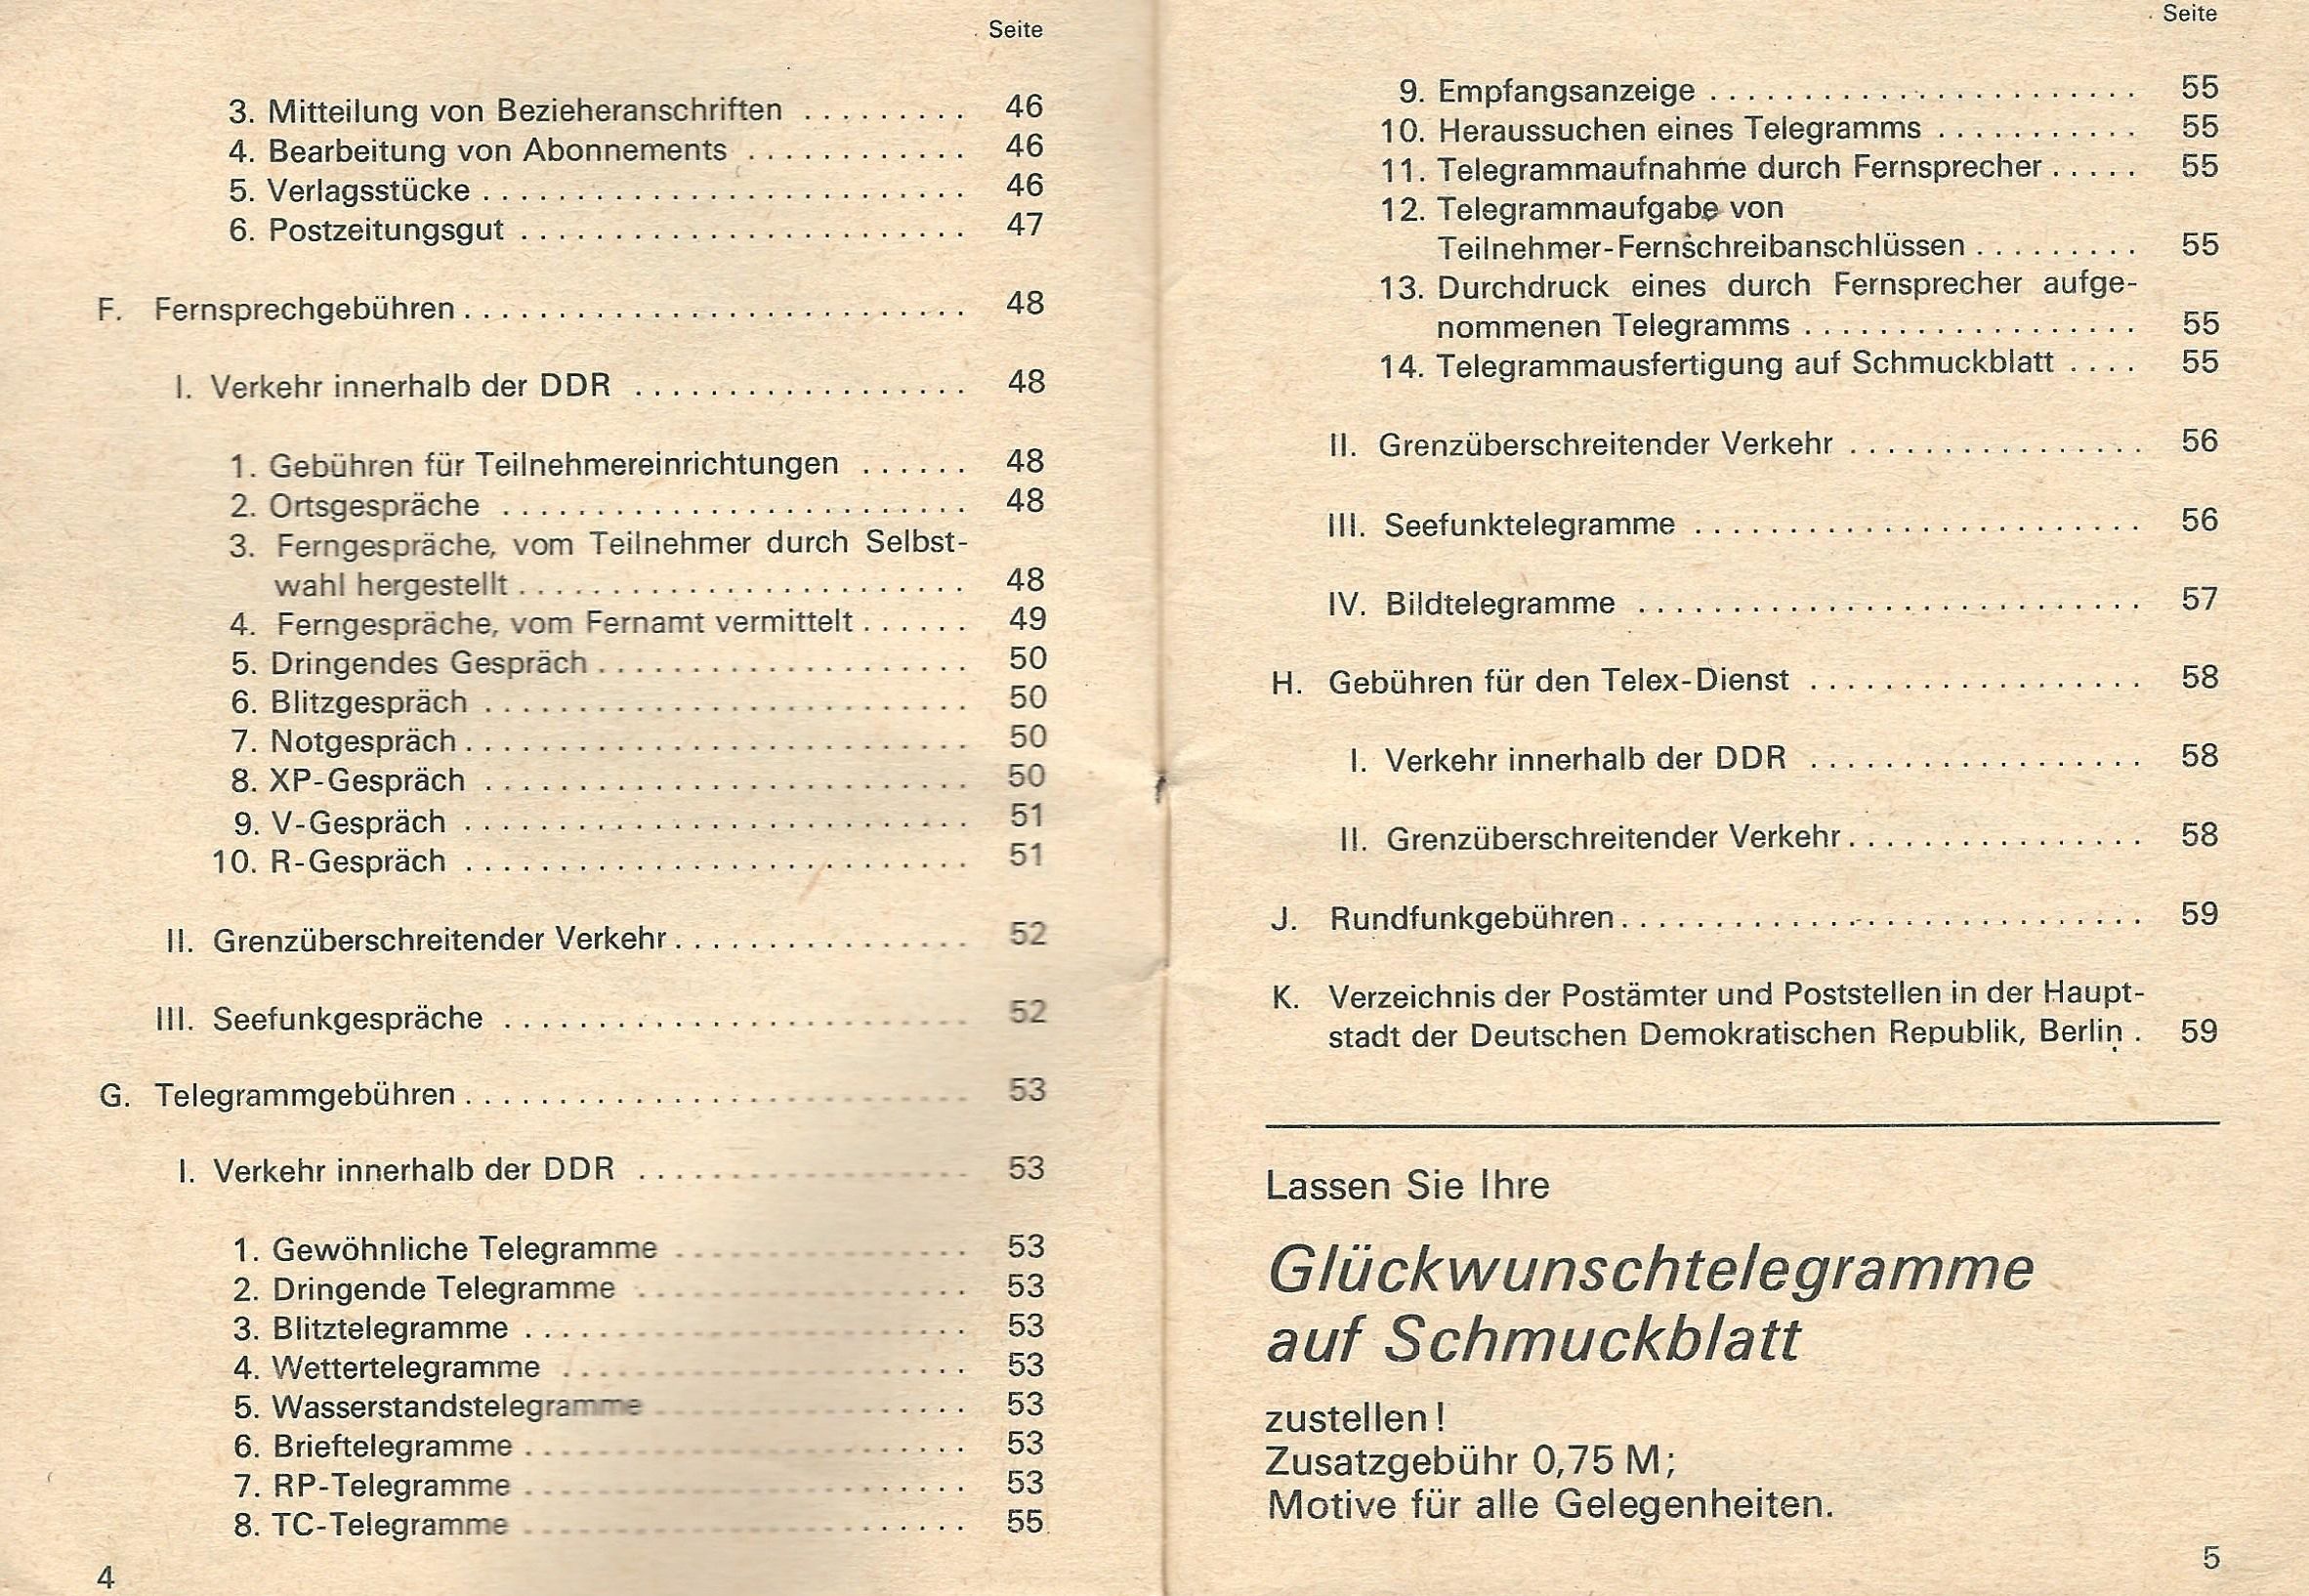 Seite
3. Mitteilung von Bezieheranschriften ......... 46
4. Bearbeitung von Abonnements ............ 46
5. Verlagsstücke .......................... 46
6. Postzeitungsgut ........................ 47
F. Fernsprechgebühren ........................... 48
I. Verkehr innerhalb der DDR .................. 48
1. Gebühren für Teilnehmereinrichtungen ...... 48
2. Ortsgespräche ......................... 48
3. Ferngespräche, vom Teilnehmer durch Selbst-
wahl hergestellt ........................ 48
4. Ferngespräche, vom Fernamt vermittelt ...... 49
5. Dringendes Gespräch .................... 50
6. Blitzgespräch .......................... 50
7. Notgespräch ........................... 50
8. XP-Gespräch .......................... 50
9. V-Gespräch ........................... 51
10. R-Gespräch ........................... 51
II. Grenzüberschreitender Verkehr ................ 52
III. Seefunkgespräche ......................... 52
G. Telegrammgebühren ........................... 53
I. Verkehr innerhalb der DDR .................. 53
1. Gewöhnliche Telegramme ................ 53
2. Dringende Telegramme .................. 53
3. Blitztelegramme ........................ 53
4. Wettertelegramme ...................... 53
5. Wasserstandstelegramme ................. 53
6. Brieftelegramme ........................ 53
7. RP-Telegramme ........................ 53
8. TC-Telegramme ........................ 55
4
Seite
9. Empfangsanzeige ....................... 55
10. Heraussuchen eines Telegramms ........... 55
11. Telegrammaufnahme durch Fernsprecher ..... 55
12. Telegrammaufgabe von
Teilnehmer-Fernschreibanschlüssen ......... 55
13. Durchdruck eines durch Fernsprecher aufge-
nommenen Telegramms .................. 55
14. Telegrammausfertigung auf Schmuckblatt .... 55
II. Grenzüberschreitender Verkehr ................ 56
III. Seefunktelegramme ........................ 56
IV. Bildtelegramme ........................... 57
H. Gebühren für den Telex-Dienst .................. 58
I. Verkehr innerhalb der DDR .................. 58
II. Grenzüberschreitender Verkehr ................ 58
J. Rundfunkgebühren ............................ 59
K. Verzeichnis der Postämter und Poststellen in der Haupt-
stadt der Deutschen Demokratischen Republik, Berlin . 59
Lassen Sie Ihre
Glückwunschtelegramme
auf Schmuckblatt
zustellen!
Zusatzgebühr 0,75 M;
Motive für alle Gelegenheiten.
5